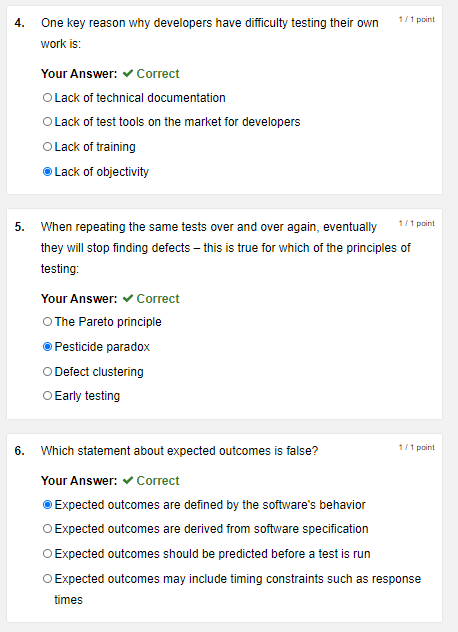 4. One key reason why developers have difficulty testing their own 1 / 1 point
work is:
Your Answer: ✔ Correct
Lack of technical documentation
Lack of test tools on the market for developers
Lack of training
Lack of objectivity
5. When repeating the same tests over and over again, eventually 1 / 1 point
they will stop finding defects – this is true for which of the principles of
testing:
Your Answer: ✔ Correct
The Pareto principle
Pesticide paradox
Defect clustering
Early testing
6. Which statement about expected outcomes is false? 1 / 1 point
Your Answer: ✔ Correct
Expected outcomes are defined by the software's behavior
Expected outcomes are derived from software specification
Expected outcomes should be predicted before a test is run
Expected outcomes may include timing constraints such as response
times